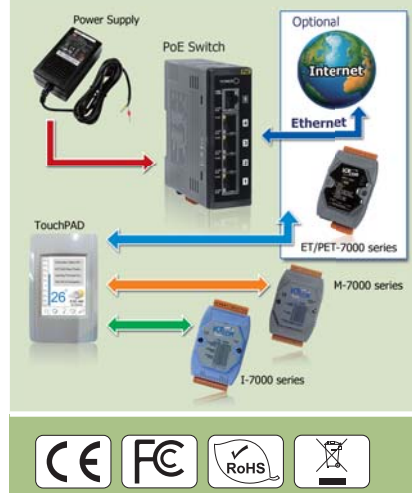 Power Supply
PoE Switch
Optional
Internet
Ethernet
TouchPAD
ET/PET-7000 series
M-7000 series
I-7000 series
26°
CE
FC
RoHS